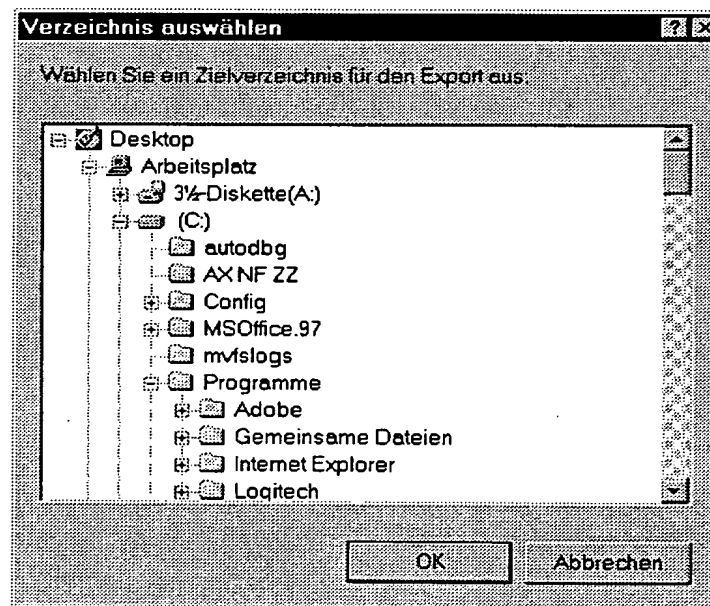 Verzeichnis auswählen
Wählen Sie ein Zielverzeichnis für den Export aus:
Desktop
Arbeitsplatz
3½-Diskette(A:)
(C:)
autodbg
AX NF ZZ
Config
MSOffice.97
mvfslogs
Programme
Adobe
Gemeinsame Dateien
Internet Explorer
Logitech
OK Abbrechen